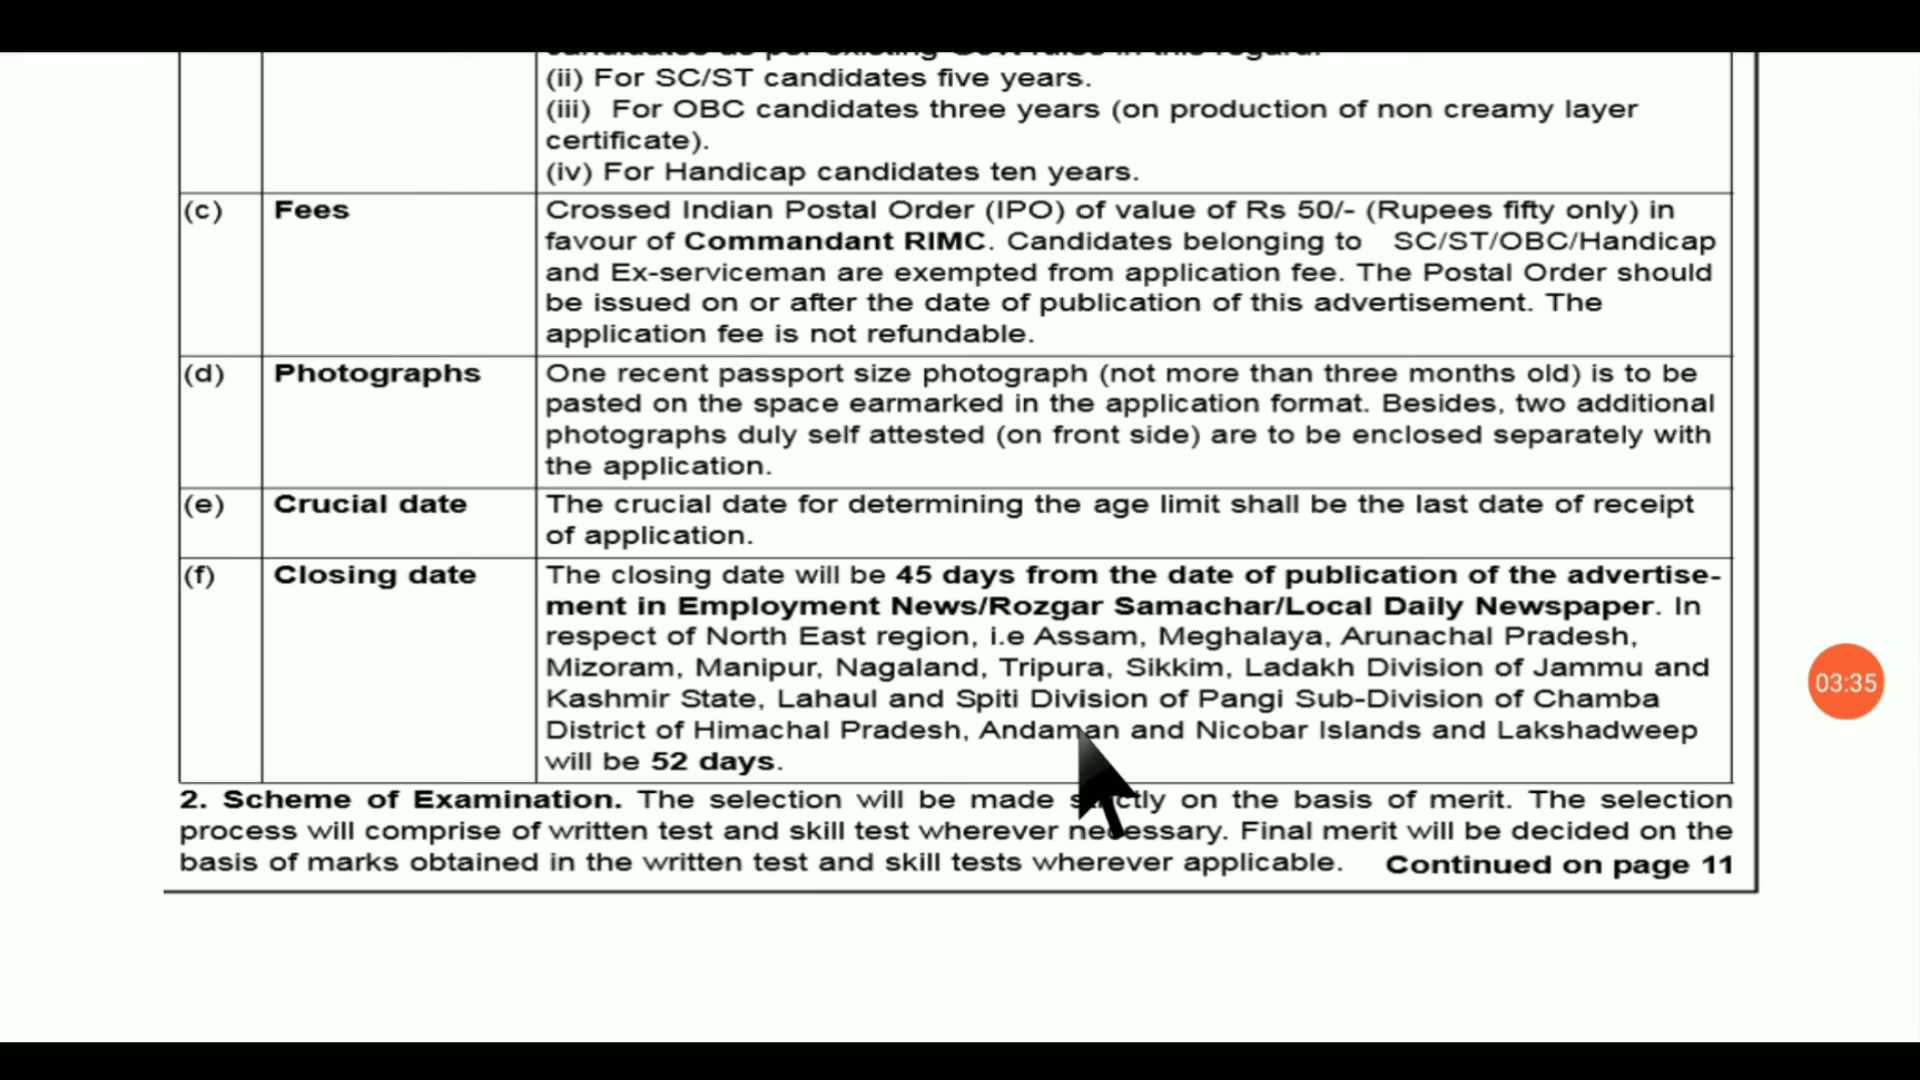 candidates as per existing Govt rules in this regard.
(ii) For SC/ST candidates five years.
(iii) For OBC candidates three years (on production of non creamy layer
certificate).
(iv) For Handicap candidates ten years.
(c) Fees Crossed Indian Postal Order (IPO) of value of Rs 50/- (Rupees fifty only) in
favour of Commandant RIMC. Candidates belonging to SC/ST/OBC/Handicap
and Ex-serviceman are exempted from application fee. The Postal Order should
be issued on or after the date of publication of this advertisement. The
application fee is not refundable.
(d) Photographs One recent passport size photograph (not more than three months old) is to be
pasted on the space earmarked in the application format. Besides, two additional
photographs duly self attested (on front side) are to be enclosed separately with
the application.
(e) Crucial date The crucial date for determining the age limit shall be the last date of receipt
of application.
(f) Closing date The closing date will be 45 days from the date of publication of the advertise-
ment in Employment News/Rozgar Samachar/Local Daily Newspaper. In
respect of North East region, i.e Assam, Meghalaya, Arunachal Pradesh,
Mizoram, Manipur, Nagaland, Tripura, Sikkim, Ladakh Division of Jammu and
Kashmir State, Lahaul and Spiti Division of Pangi Sub-Division of Chamba
District of Himachal Pradesh, Andaman and Nicobar Islands and Lakshadweep
will be 52 days.
2. Scheme of Examination. The selection will be made strictly on the basis of merit. The selection
process will comprise of written test and skill test wherever necessary. Final merit will be decided on the
basis of marks obtained in the written test and skill tests wherever applicable. Continued on page 11
03:35